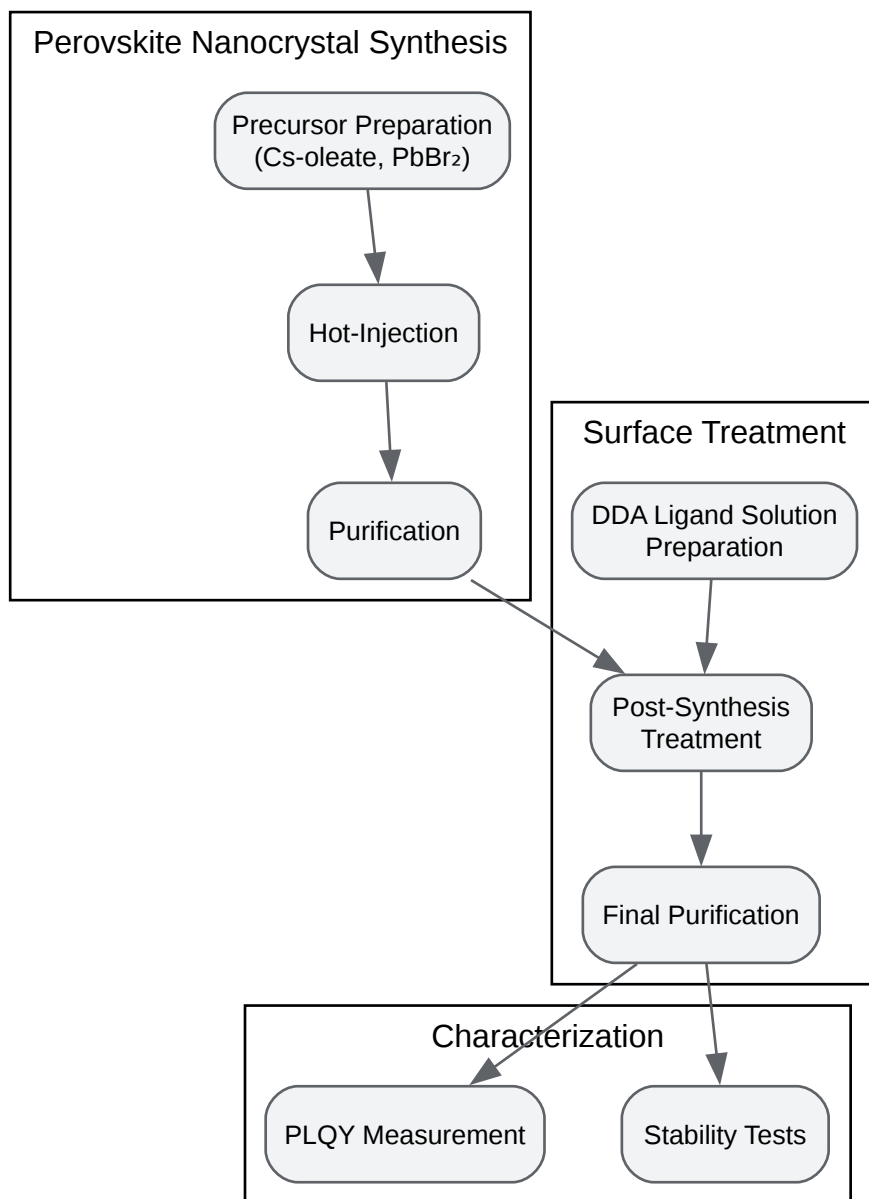 Perovskite Nanocrystal Synthesis
Precursor Preparation
(Cs-oleate, PbBr₂)
Hot-Injection
Purification
Surface Treatment
DDA Ligand Solution
Preparation
Post-Synthesis
Treatment
Final Purification
Characterization
PLQY Measurement
Stability Tests